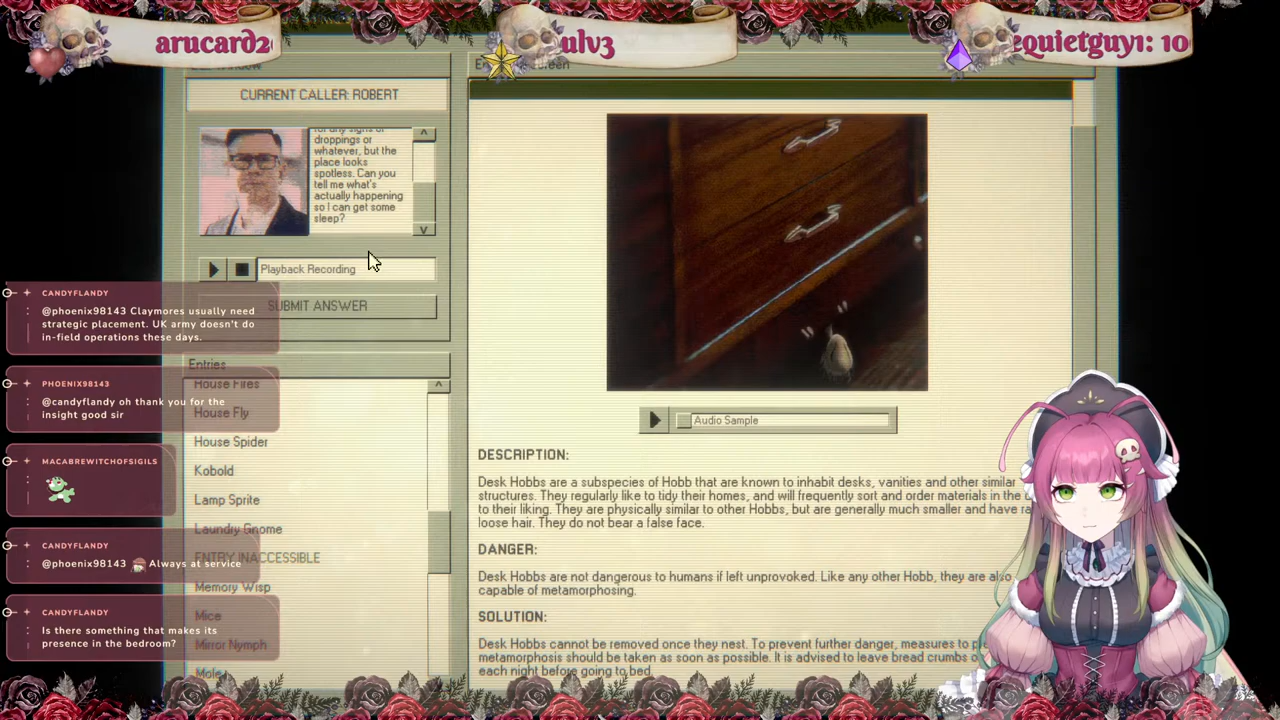 arucard2
ulv3
equietguy1: 10
CURRENT CALLER: ROBERT
for any signs or
droppings or
whatever, but the
place looks
spotless. Can you
tell me what's
actually happening
so I can get some
sleep?
Playback Recording
SUBMIT ANSWER
Entries
House Fires
House Fly
House Spider
Kobold
Lamp Sprite
Laundry Gnome
ENTRY INACCESSIBLE
Memory Wisp
Mice
Mirror Nymph
Moles
CANDYFLANDY
@phoenix98143 Claymores usually need
strategic placement. UK army doesn't do
in-field operations these days.
PHOENIX98143
@candyflandy oh thank you for the
insight good sir
MACABREWITCHOFSIGILS
CANDYFLANDY
@phoenix98143 Always at service
CANDYFLANDY
Is there something that makes its
presence in the bedroom?
Audio Sample
DESCRIPTION:
Desk Hobbs are a subspecies of Hobb that are known to inhabit desks, vanities and other similar
structures. They regularly like to tidy their homes, and will frequently sort and order materials in the
to their liking. They are physically similar to other Hobbs, but are generally much smaller and have
loose hair. They do not bear a false face.
DANGER:
Desk Hobbs are not dangerous to humans if left unprovoked. Like any other Hobb, they are also
capable of metamorphosing.
SOLUTION:
Desk Hobbs cannot be removed once they nest. To prevent further danger, measures to
metamorphosis should be taken as soon as possible. It is advised to leave bread crumbs
each night before going to bed.